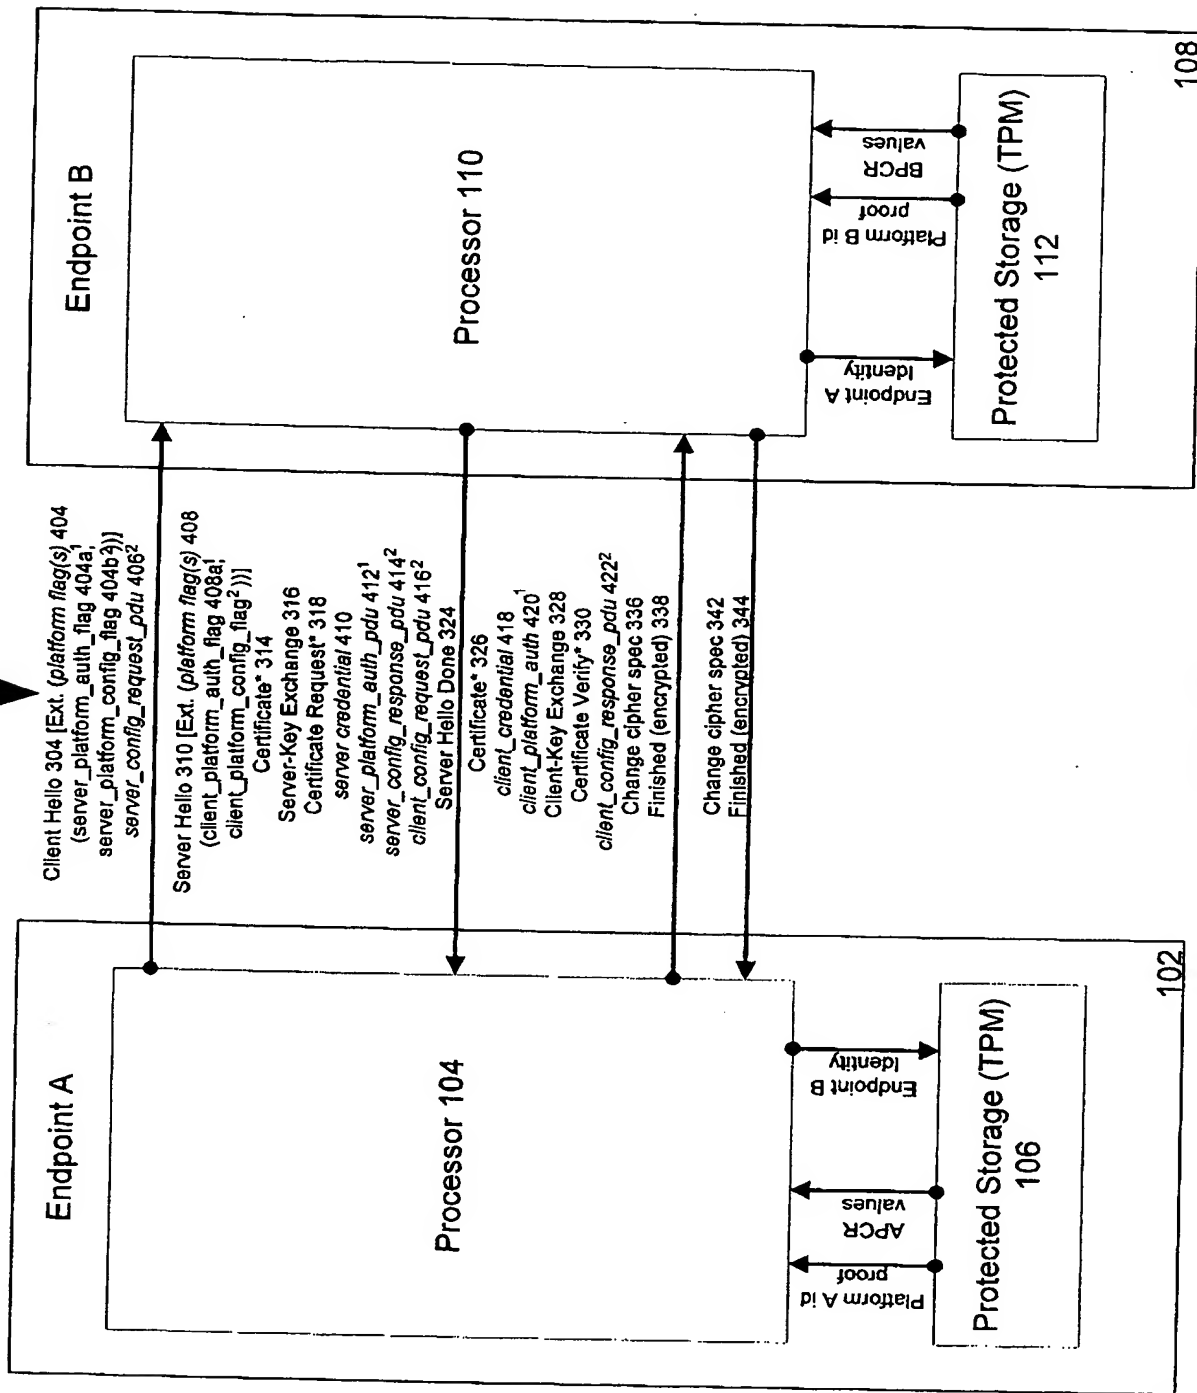 Endpoint A
Processor 104
Platform A id
proof
APCR
values
Endpoint B
Identity
Protected Storage (TPM)
106
102
Client Hello 304 [Ext. (platform flag(s) 404
(server_platform_auth_flag 404a¹,
server_platform_config_flag 404b²))]
server_config_request_pdu 406²
Server Hello 310 [Ext. (platform flag(s) 408
(client_platform_auth_flag 408a¹,
client_platform_config_flag²))]
Certificate* 314
Server-Key Exchange 316
Certificate Request* 318
server credential 410
server_platform_auth_pdu 412¹
server_config_response_pdu 414²
client_config_request_pdu 416²
Server Hello Done 324
Certificate* 326
client_credential 418
client_platform_auth 420¹
Client-Key Exchange 328
Certificate Verify* 330
client_config_response_pdu 422²
Change cipher spec 336
Finished (encrypted) 338
Change cipher spec 342
Finished (encrypted) 344
Endpoint B
Processor 110
Endpoint A
Identity
Platform B id
proof
BPCR
values
Protected Storage (TPM)
112
108